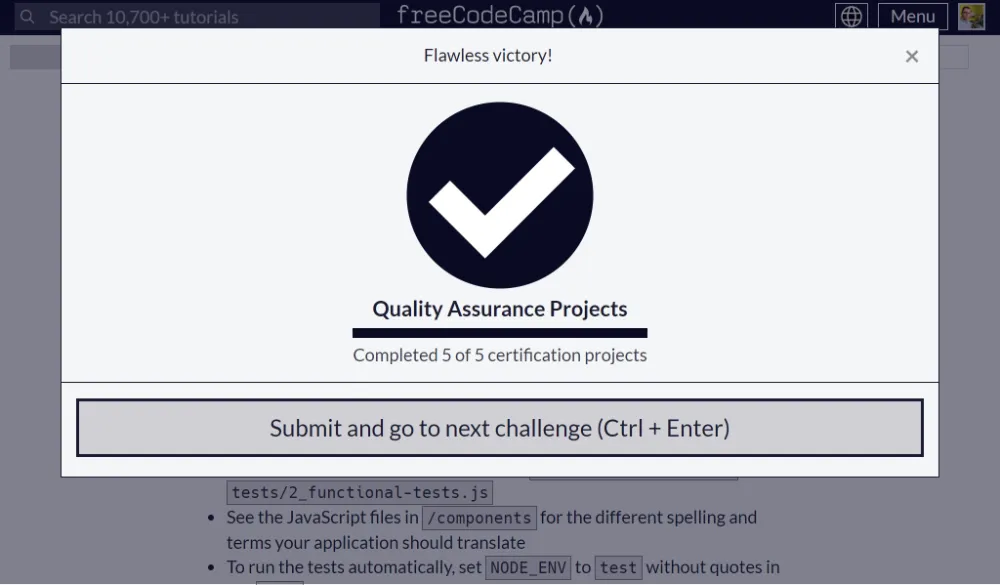 Search 10,700+ tutorials
freeCodeCamp
Menu
Flawless victory!
×
Quality Assurance Projects
Completed 5 of 5 certification projects
Submit and go to next challenge (Ctrl + Enter)
tests/2_functional-tests.js
• See the JavaScript files in /components for the different spelling and
terms your application should translate
• To run the tests automatically, set NODE_ENV to test without quotes in